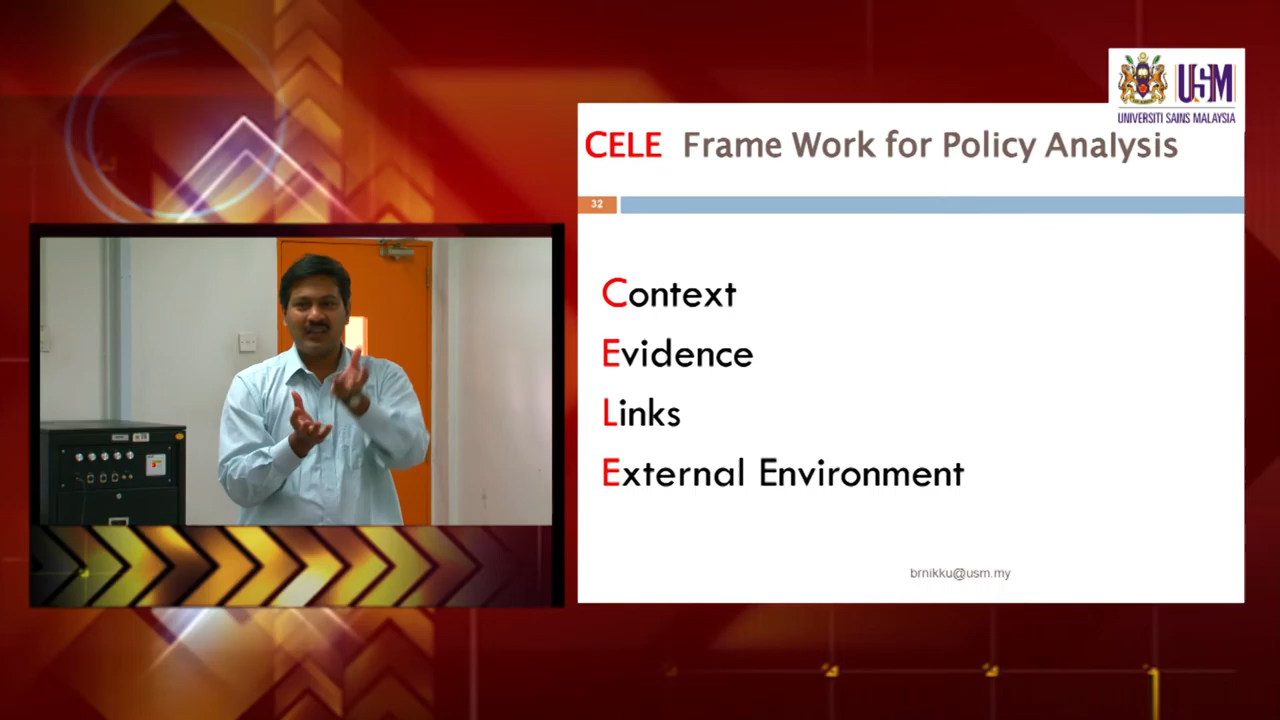 USM
UNIVERSITI SAINS MALAYSIA
CELE Frame Work for Policy Analysis
32
Context
Evidence
Links
External Environment
brnikku@usm.my